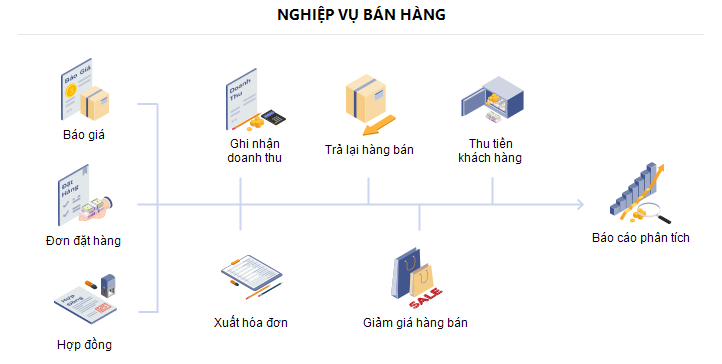 NGHIỆP VỤ BÁN HÀNG
Báo Giá
Báo giá
Doanh
Thu
Ghi nhận
doanh thu
Trả lại hàng bán
Thu tiền
khách hàng
Đặt
Hàng
Đơn đặt hàng
Báo cáo phân tích
Hợp
Đồng
Hợp đồng
Xuất hóa đơn
SALE
Giảm giá hàng bán